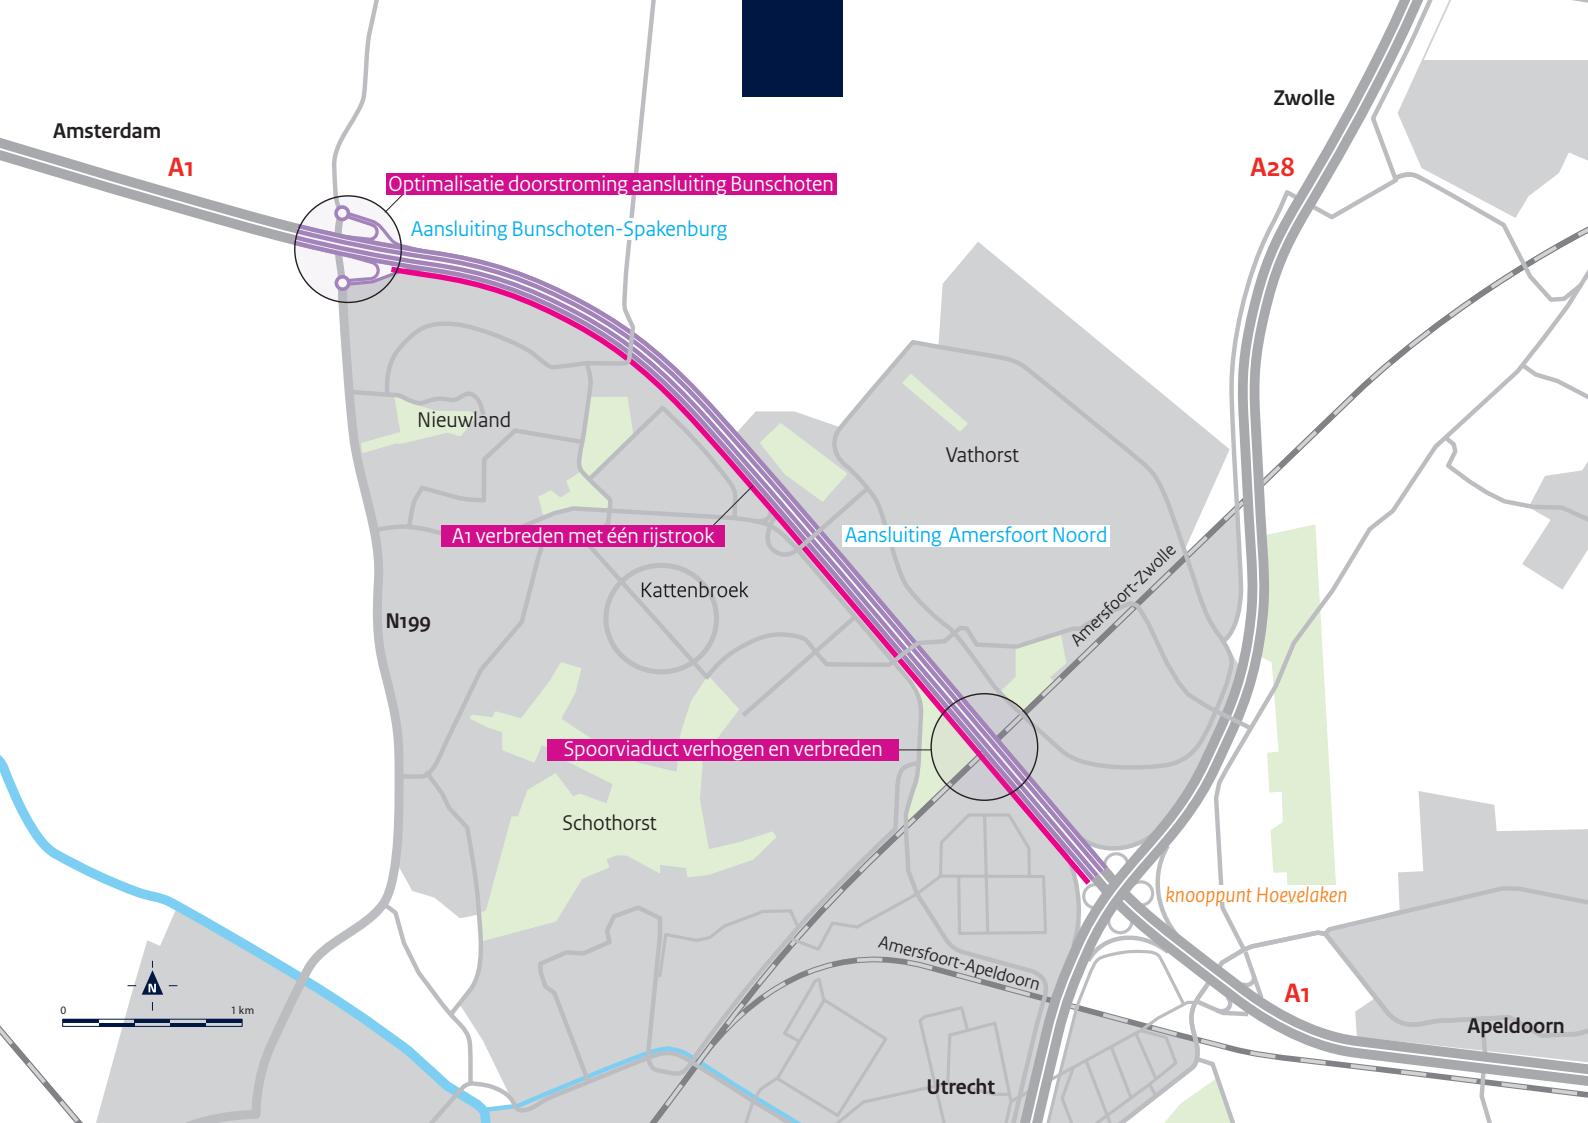 Zwolle
Amsterdam
A1
A28
Optimalisatie doorstroming aansluiting Bunschoten
Aansluiting Bunschoten-Spakenburg
Nieuwland
Vathorst
A1 verbreden met één rijstrook
Aansluiting Amersfoort Noord
Amersfoort-Zwolle
Kattenbroek
N199
Spoorviaduct verhogen en verbreden
Schothorst
knooppunt Hoevelaken
Amersfoort-Apeldoorn
N
A1
0 1 km
Apeldoorn
Utrecht